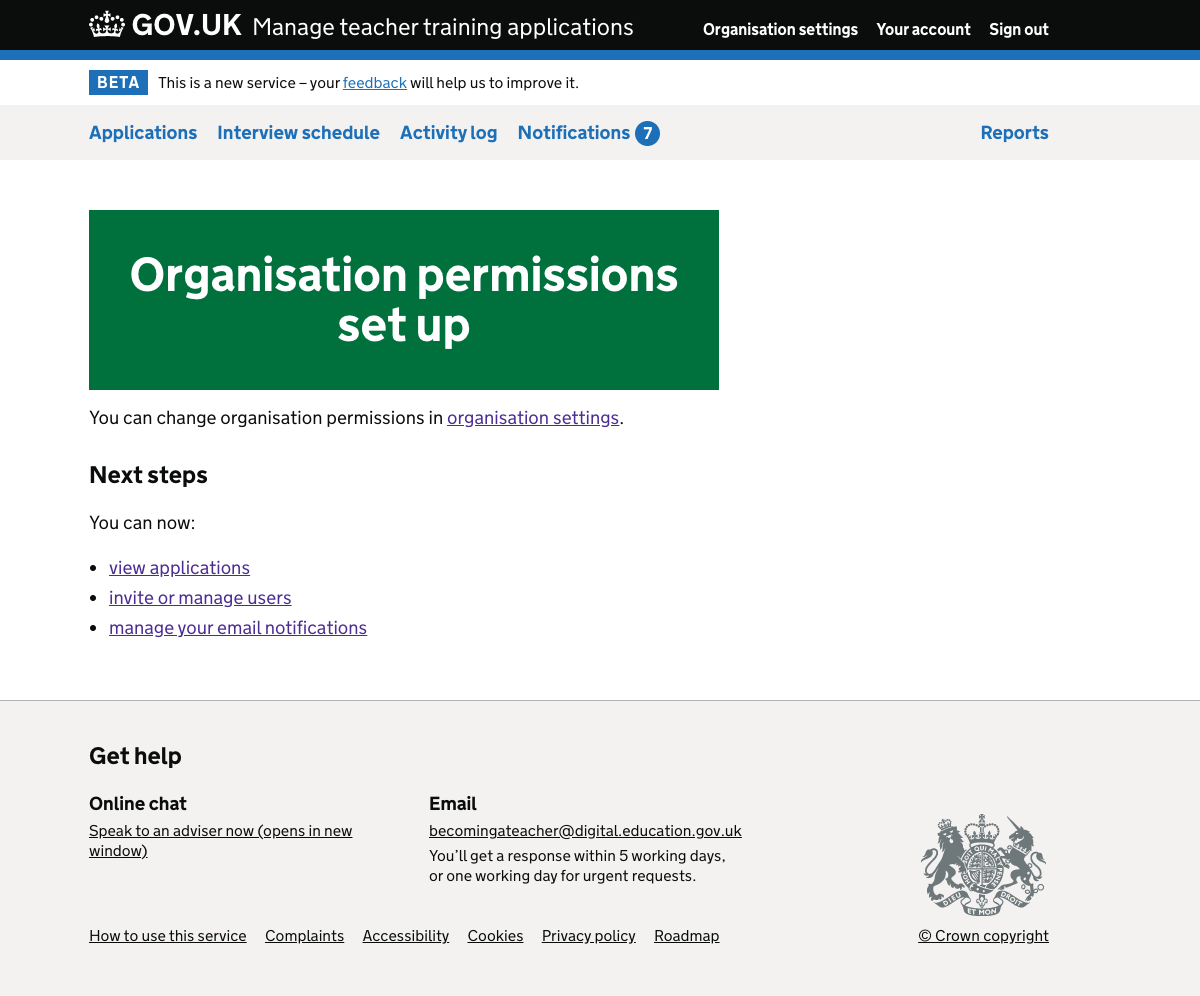 GOV.UK Manage teacher training applications Organisation settings Your account Sign out
BETA This is a new service – your feedback will help us to improve it.
Applications Interview schedule Activity log Notifications 7 Reports
Organisation permissions
set up
You can change organisation permissions in organisation settings.
Next steps
You can now:
• view applications
• invite or manage users
• manage your email notifications
Get help
Online chat
Speak to an adviser now (opens in new
window)
Email
becomingateacher@digital.education.gov.uk
You’ll get a response within 5 working days,
or one working day for urgent requests.
DIEU ET MON DROIT
How to use this service Complaints Accessibility Cookies Privacy policy Roadmap © Crown copyright